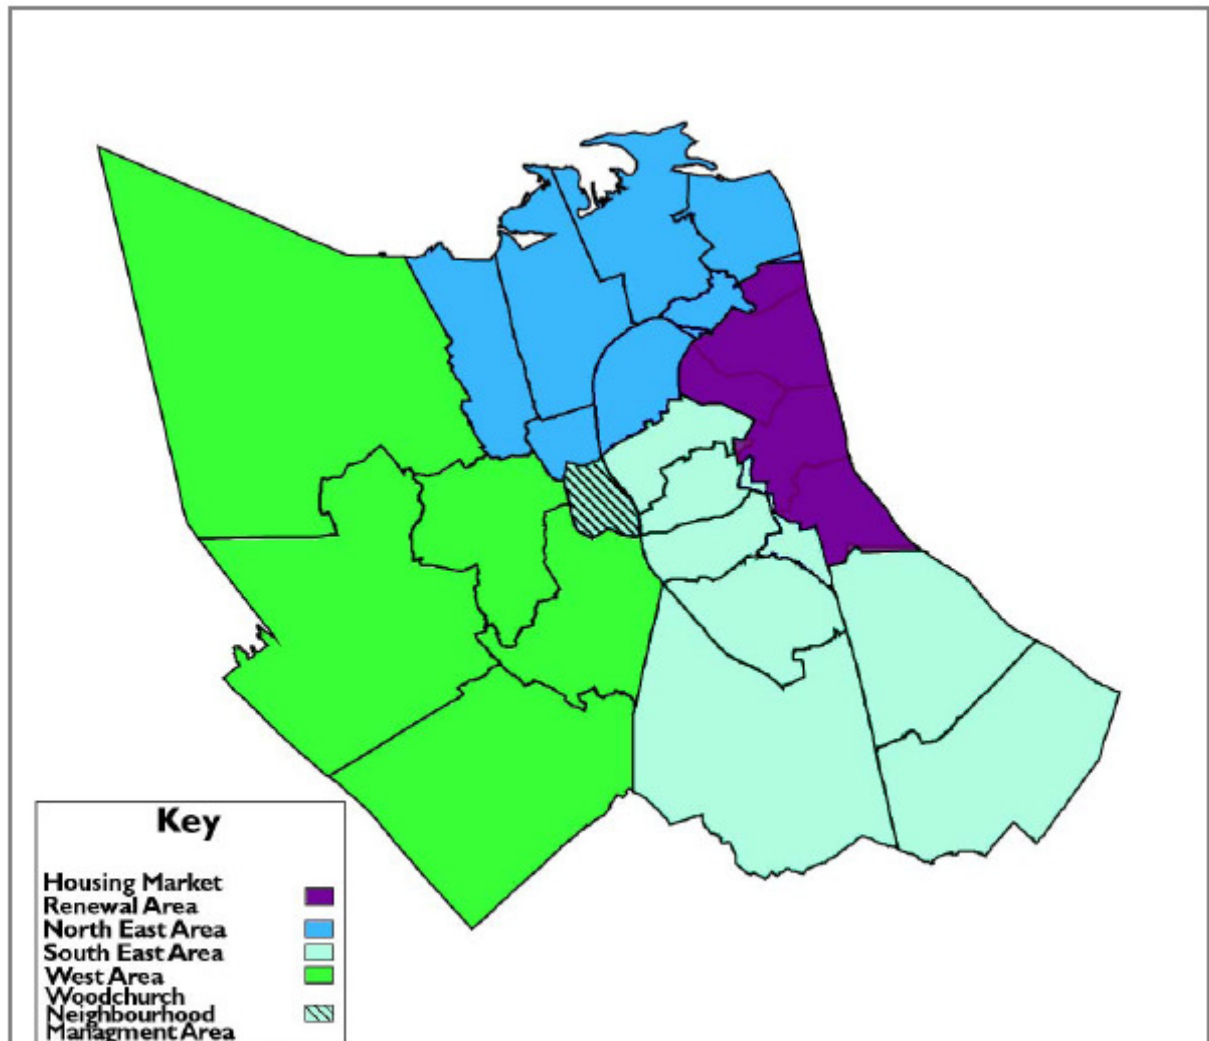 Key
Housing Market
Renewal Area
North East Area
South East Area
West Area
Woodchurch
Neighbourhood
Managment Area